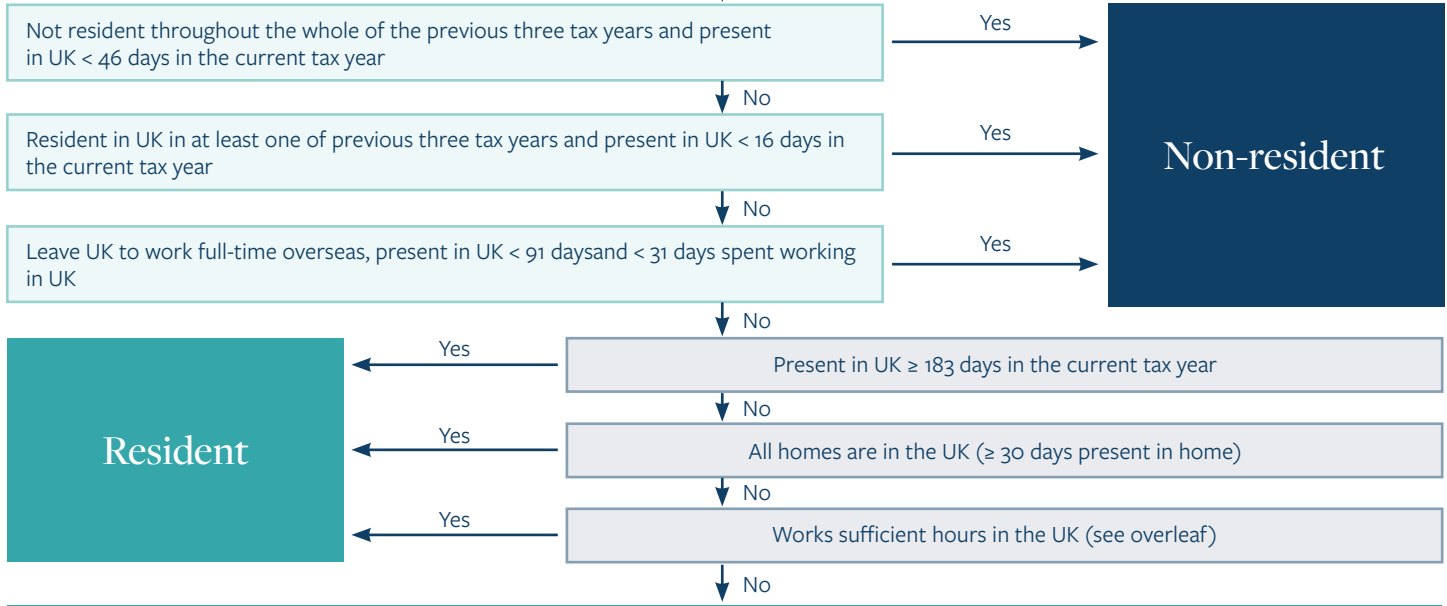 Not resident throughout the whole of the previous three tax years and present
in UK < 46 days in the current tax year
Yes
No
Resident in UK in at least one of previous three tax years and present in UK < 16 days in
the current tax year
Yes
Non-resident
No
Leave UK to work full-time overseas, present in UK < 91 daysand < 31 days spent working
in UK
Yes
No
Yes
Present in UK ≥ 183 days in the current tax year
No
Resident
Yes
All homes are in the UK (≥ 30 days present in home)
No
Yes
Works sufficient hours in the UK (see overleaf)
No